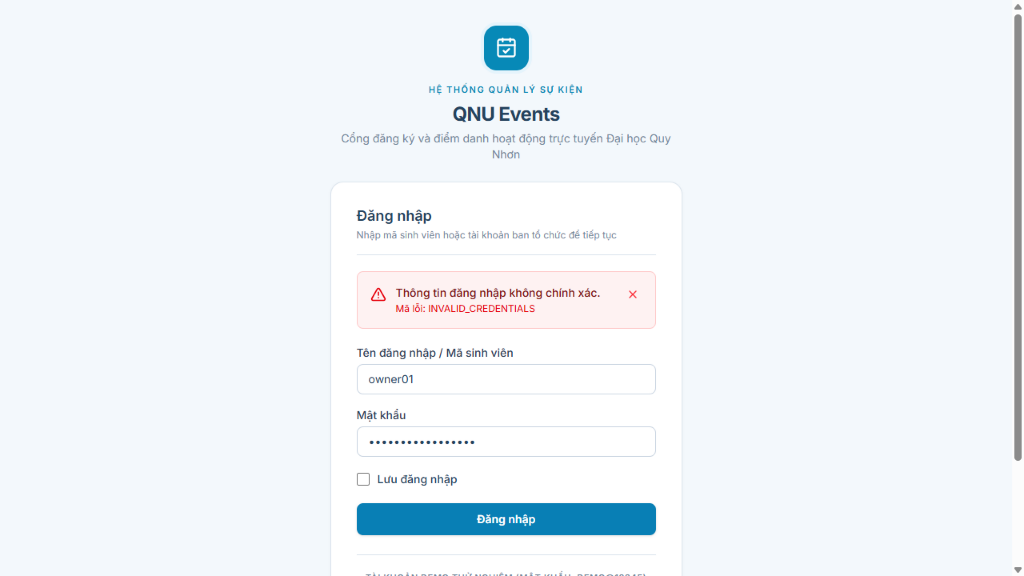 HỆ THỐNG QUẢN LÝ SỰ KIỆN
QNU Events
Cổng đăng ký và điểm danh hoạt động trực tuyến Đại học Quy
Nhơn
Đăng nhập
Nhập mã sinh viên hoặc tài khoản ban tổ chức để tiếp tục
Thông tin đăng nhập không chính xác.
Mã lỗi: INVALID_CREDENTIALS
Tên đăng nhập / Mã sinh viên
owner01
Mật khẩu
•••••••••••••••••
Lưu đăng nhập
Đăng nhập